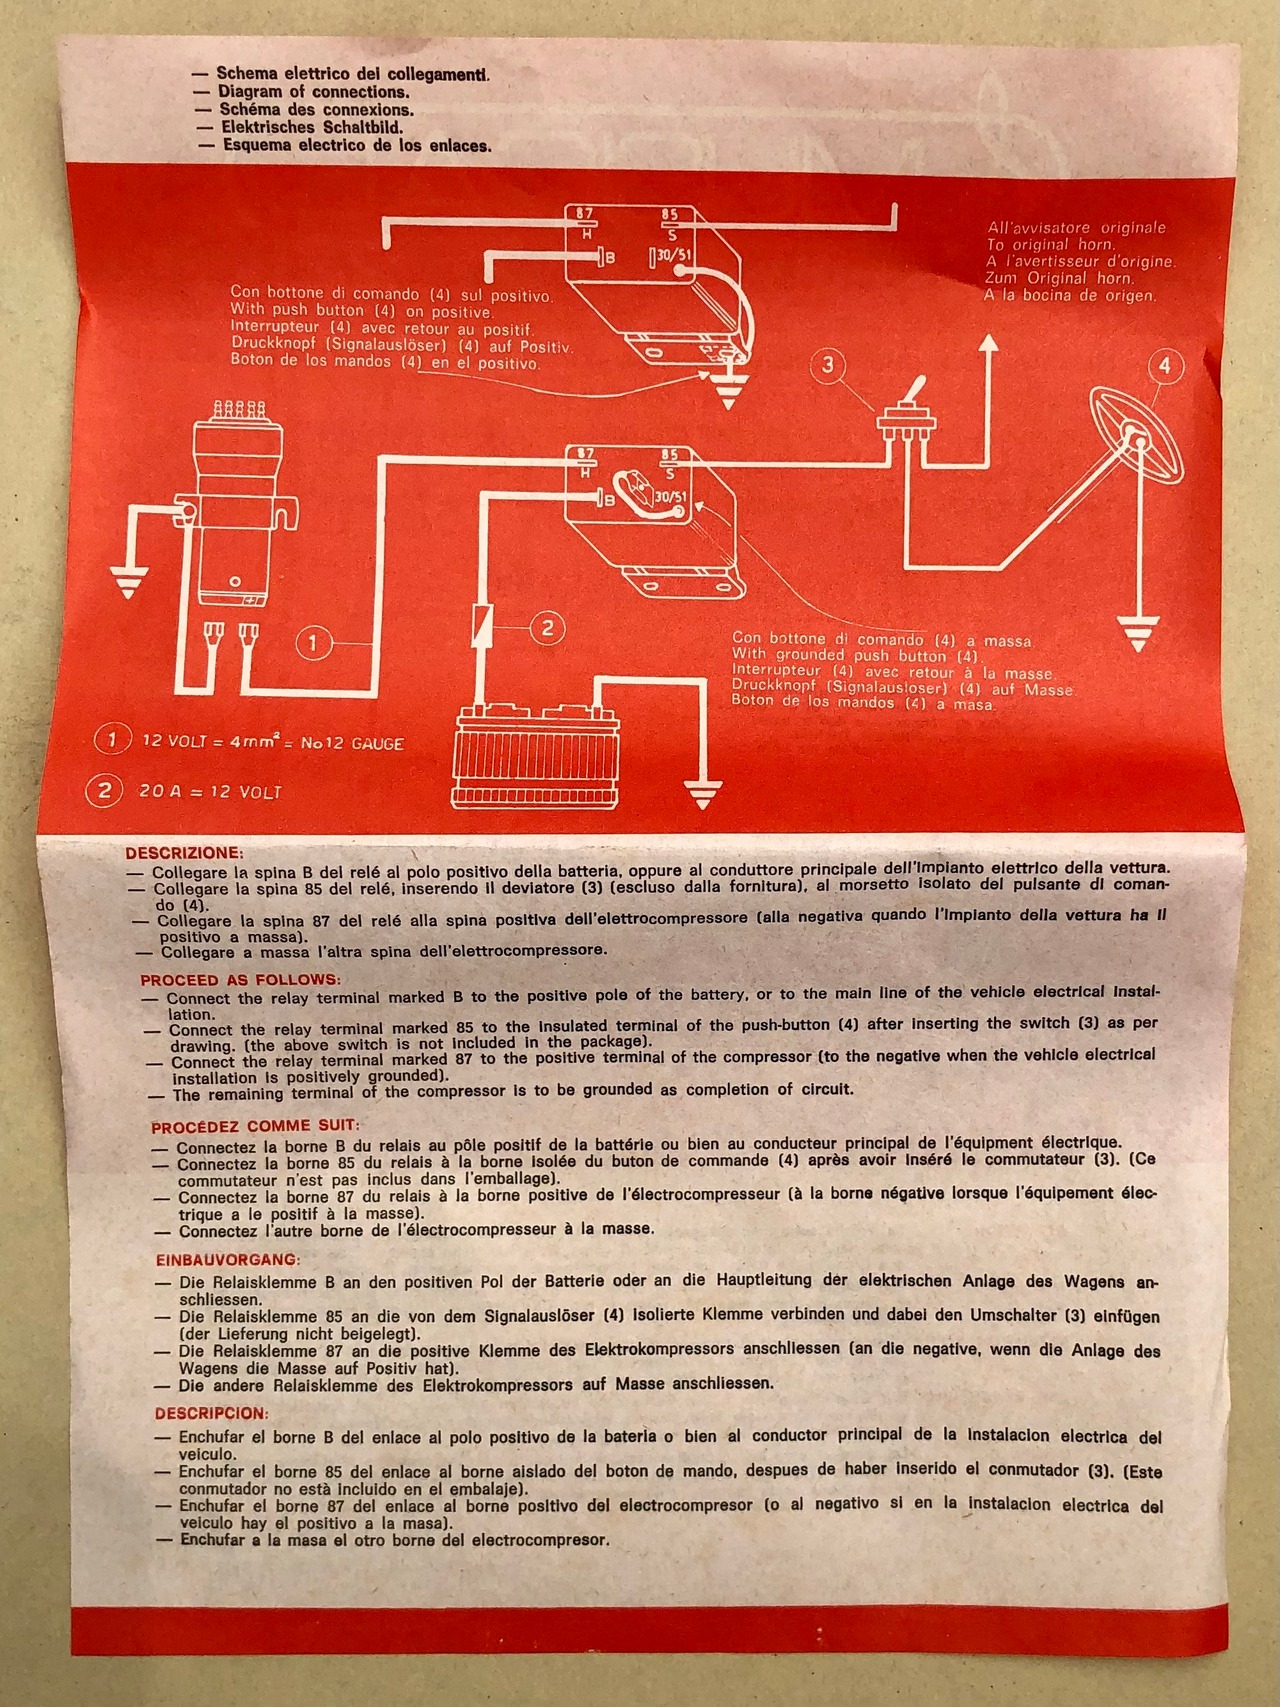 — Schema elettrico dei collegamenti.
— Diagram of connections.
— Schéma des connexions.
— Elektrisches Schaltbild.
— Esquema electrico de los enlaces.
87
H
85
S
B
30/51
All'avvisatore originale
To original horn.
A l'avertisseur d'origine.
Zum Original horn.
A la bocina de origen.
Con bottone di comando (4) sul positivo.
With push button (4) on positive.
Interrupteur (4) avec retour au positif.
Druckknopf (Signalauslöser) (4) auf Positiv.
Boton de los mandos (4) en el positivo.
3
4
87
H
85
S
B
30/51
1
2
Con bottone di comando (4) a massa.
With grounded push button (4).
Interrupteur (4) avec retour à la masse.
Druckknopf (Signalausloser) (4) auf Masse.
Boton de los mandos (4) a masa.
1 12 VOLT = 4mm² = No 12 GAUGE
2 20 A = 12 VOLT
DESCRIZIONE:
— Collegare la spina B del relé al polo positivo della batteria, oppure al conduttore principale dell'impianto elettrico della vettura.
— Collegare la spina 85 del relé, inserendo il deviatore (3) (escluso dalla fornitura), al morsetto isolato del pulsante di coman-
do (4).
— Collegare la spina 87 del relé alla spina positiva dell'elettrocompressore (alla negativa quando l'impianto della vettura ha il
positivo a massa).
— Collegare a massa l'altra spina dell'elettrocompressore.
PROCEED AS FOLLOWS:
— Connect the relay terminal marked B to the positive pole of the battery, or to the main line of the vehicle electrical instal-
lation.
— Connect the relay terminal marked 85 to the insulated terminal of the push-button (4) after inserting the switch (3) as per
drawing. (the above switch is not included in the package).
— Connect the relay terminal marked 87 to the positive terminal of the compressor (to the negative when the vehicle electrical
installation is positively grounded).
— The remaining terminal of the compressor is to be grounded as completion of circuit.
PROCÉDEZ COMME SUIT:
— Connectez la borne B du relais au pôle positif de la battérie ou bien au conducteur principal de l'équipment électrique.
— Connectez la borne 85 du relais à la borne isolée du buton de commande (4) après avoir inséré le commutateur (3). (Ce
commutateur n'est pas inclus dans l'emballage).
— Connectez la borne 87 du relais à la borne positive de l'électrocompresseur (à la borne négative lorsque l'équipement élec-
trique a le positif à la masse).
— Connectez l'autre borne de l'électrocompresseur à la masse.
EINBAUVORGANG:
— Die Relaisklemme B an den positiven Pol der Batterie oder an die Hauptleitung der elektrischen Anlage des Wagens an-
schliessen.
— Die Relaisklemme 85 an die von dem Signalauslöser (4) isolierte Klemme verbinden und dabei den Umschalter (3) einfügen
(der Lieferung nicht beigelegt).
— Die Relaisklemme 87 an die positive Klemme des Elektrokompressors anschliessen (an die negative, wenn die Anlage des
Wagens die Masse auf Positiv hat).
— Die andere Relaisklemme des Elektrokompressors auf Masse anschliessen.
DESCRIPCION:
— Enchufar el borne B del enlace al polo positivo de la bateria o bien al conductor principal de la instalacion electrica del
veiculo.
— Enchufar el borne 85 del enlace al borne aislado del boton de mando, despues de haber inserido el conmutador (3). (Este
conmutador no està incluido en el embalaje).
— Enchufar el borne 87 del enlace al borne positivo del electrocompresor (o al negativo si en la instalacion electrica del
veiculo hay el positivo a la masa).
— Enchufar a la masa el otro borne del electrocompresor.